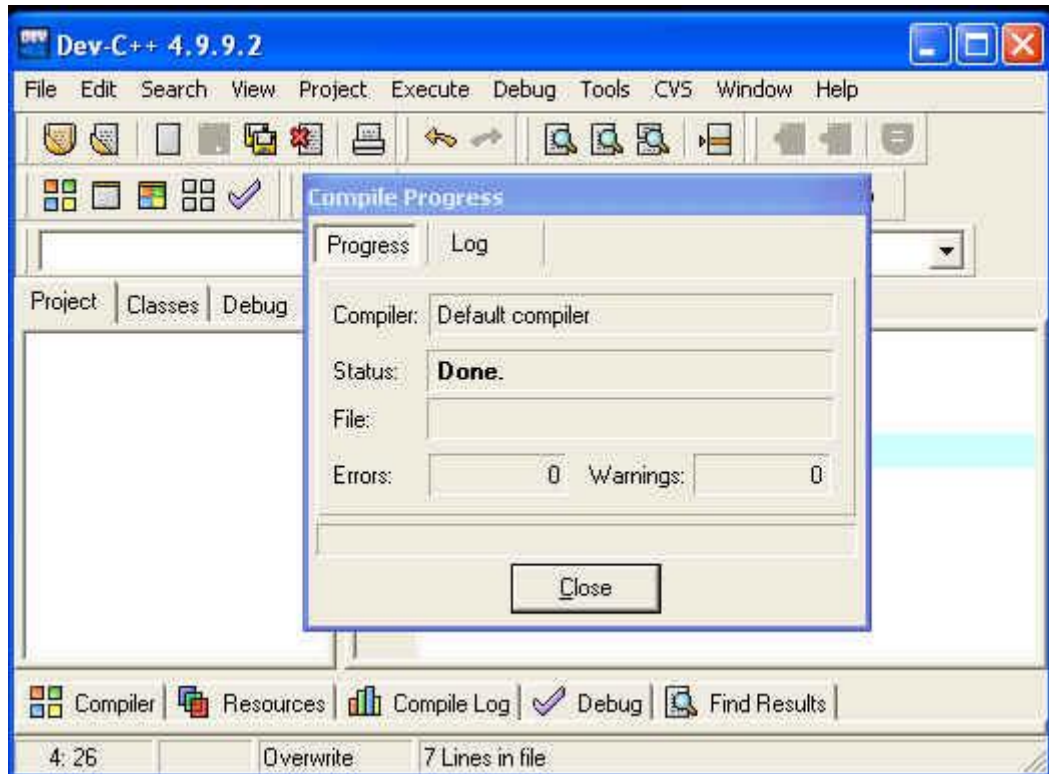 Dev-C++ 4.9.9.2
File Edit Search View Project Execute Debug Tools CVS Window Help
Compile Progress
Progress Log
Project Classes Debug
Compiler: Default compiler
Status: Done.
File:
Errors: 0 Warnings: 0
Close
Compiler Resources Compile Log Debug Find Results
4: 26 Overwrite 7 Lines in file